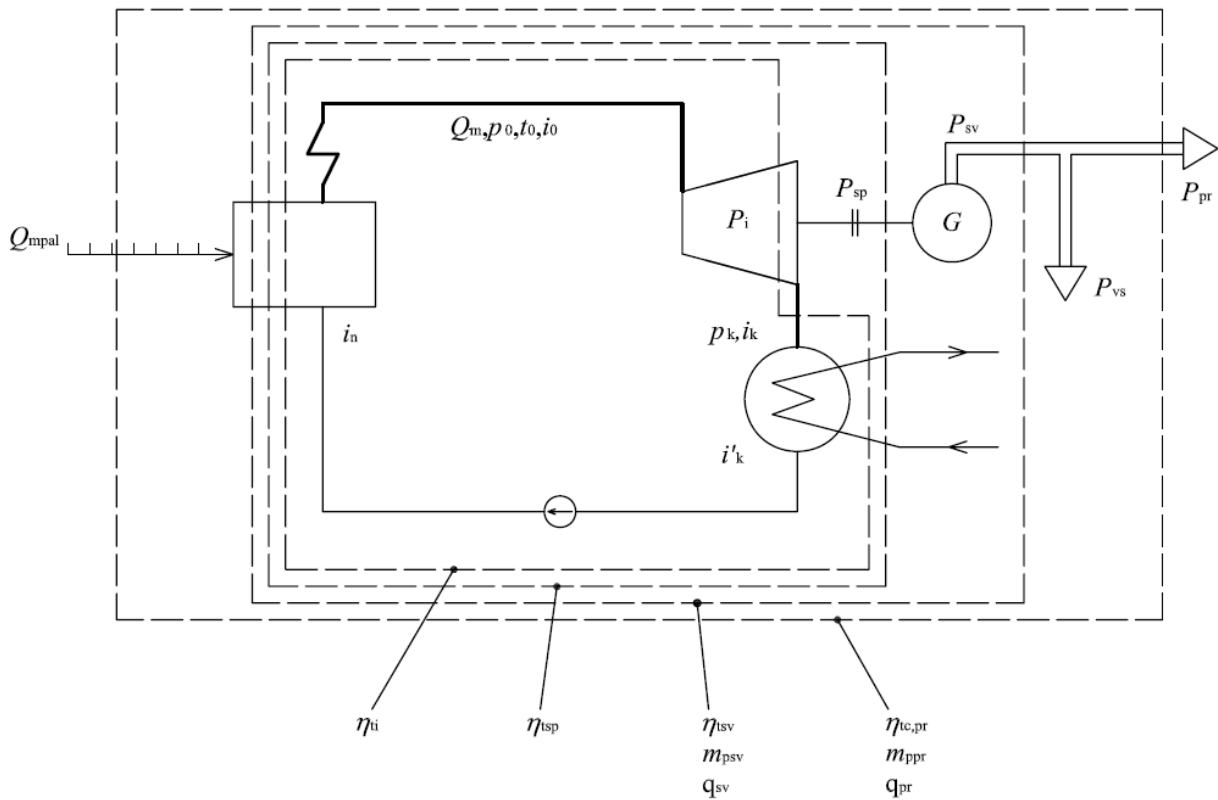 Qm,p0,t0,i0
Psv
Ppr
Psp
Pi
G
Qmpal
Pvs
in
pk,ik
i'k
ηti
ηtsp
ηtsv
mpsv
qsv
ηtc,pr
mppr
qpr